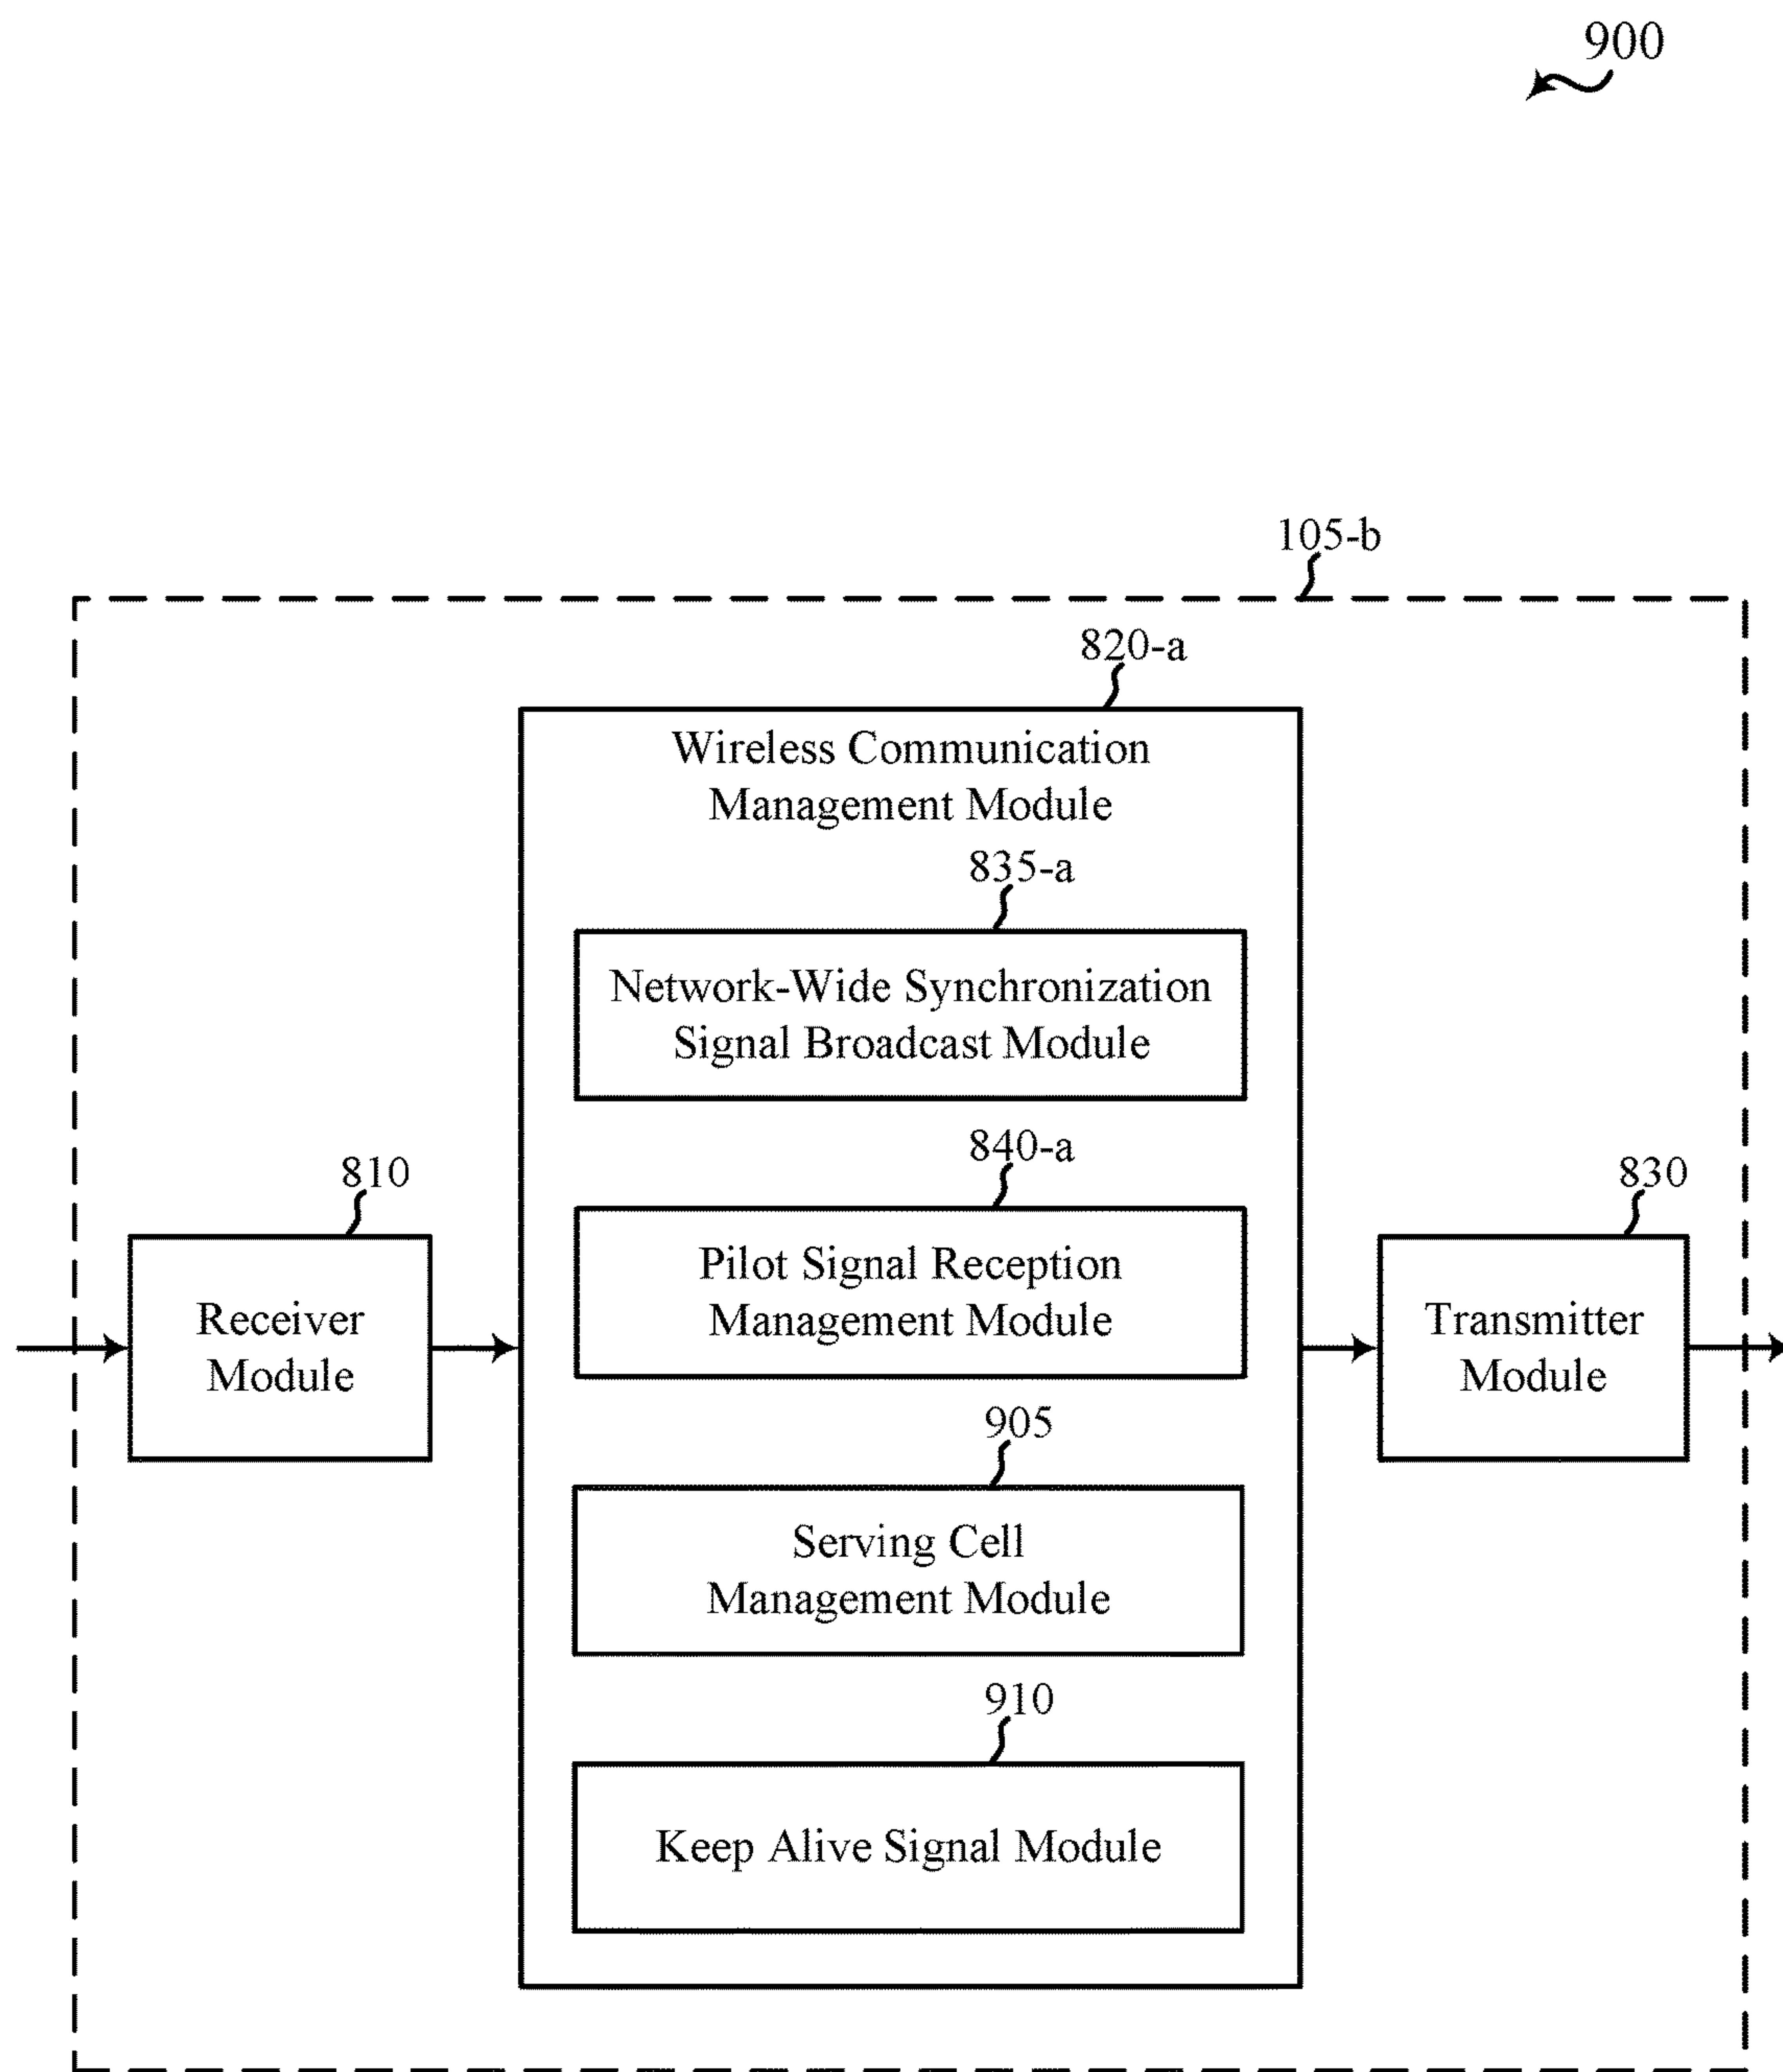 900
105-b
820-a
Wireless Communication
Management Module
835-a
Network-Wide Synchronization
Signal Broadcast Module
840-a
Pilot Signal Reception
Management Module
810
Receiver
Module
830
Transmitter
Module
905
Serving Cell
Management Module
910
Keep Alive Signal Module